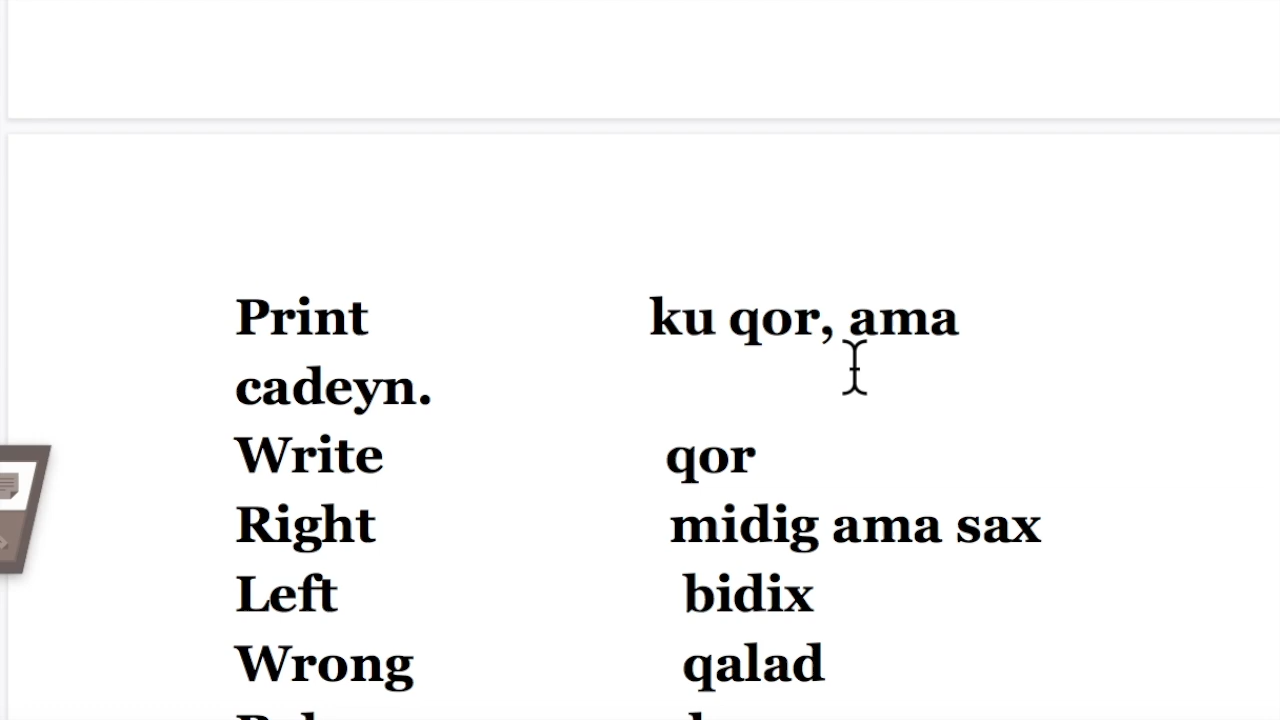 Print ku qor, ama
cadeyn.
Write qor
Right midig ama sax
Left bidix
Wrong qalad